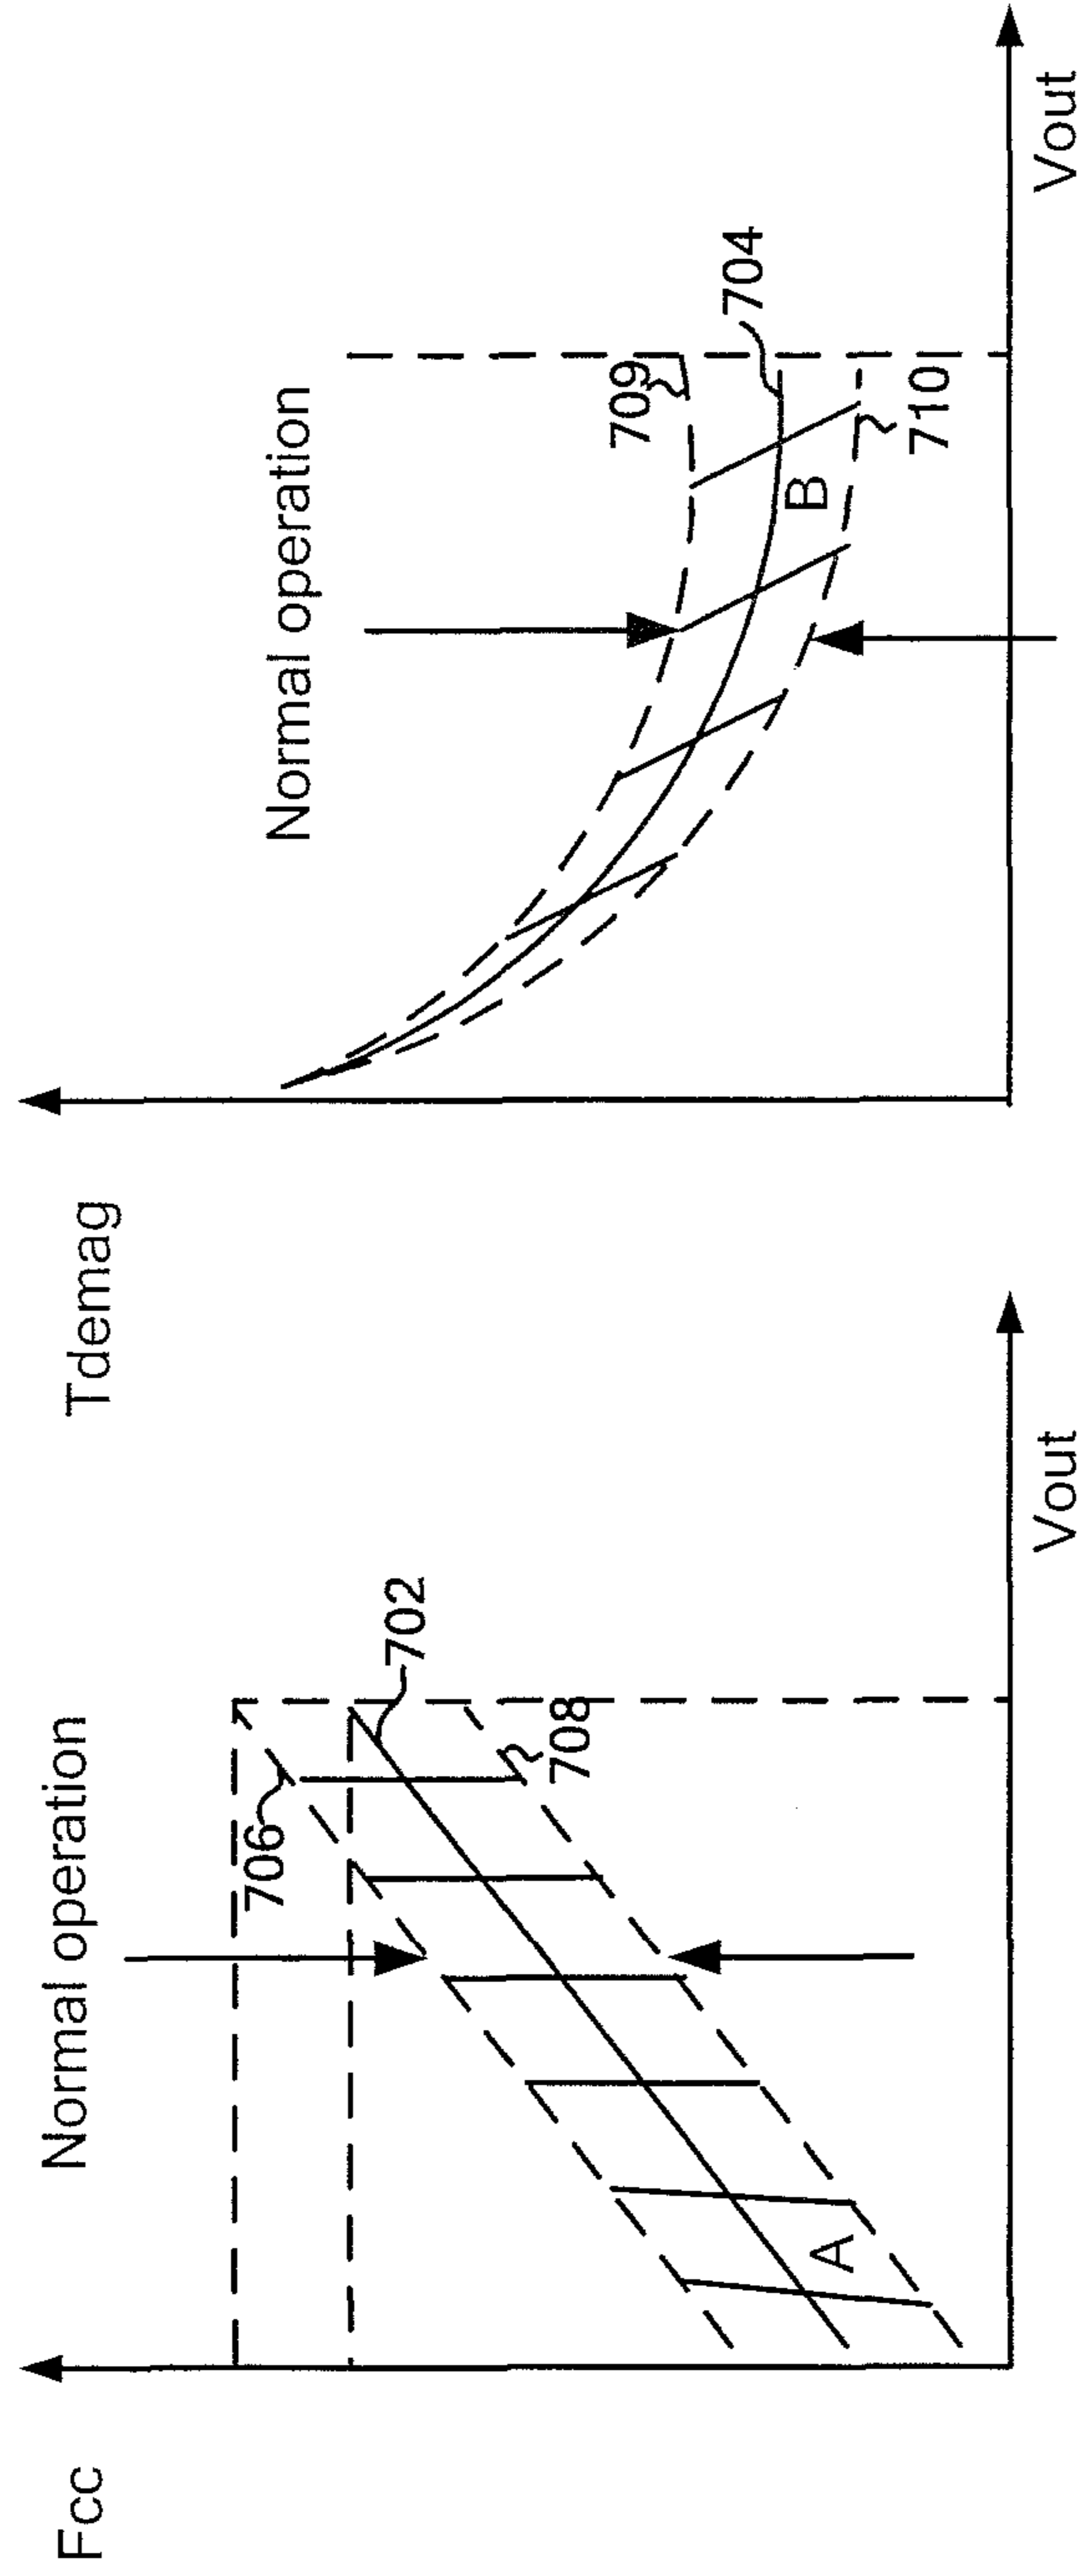 Fcc
Normal operation
706
702
708
A
Vout
Tdemag
Normal operation
709
704
B
710
Vout